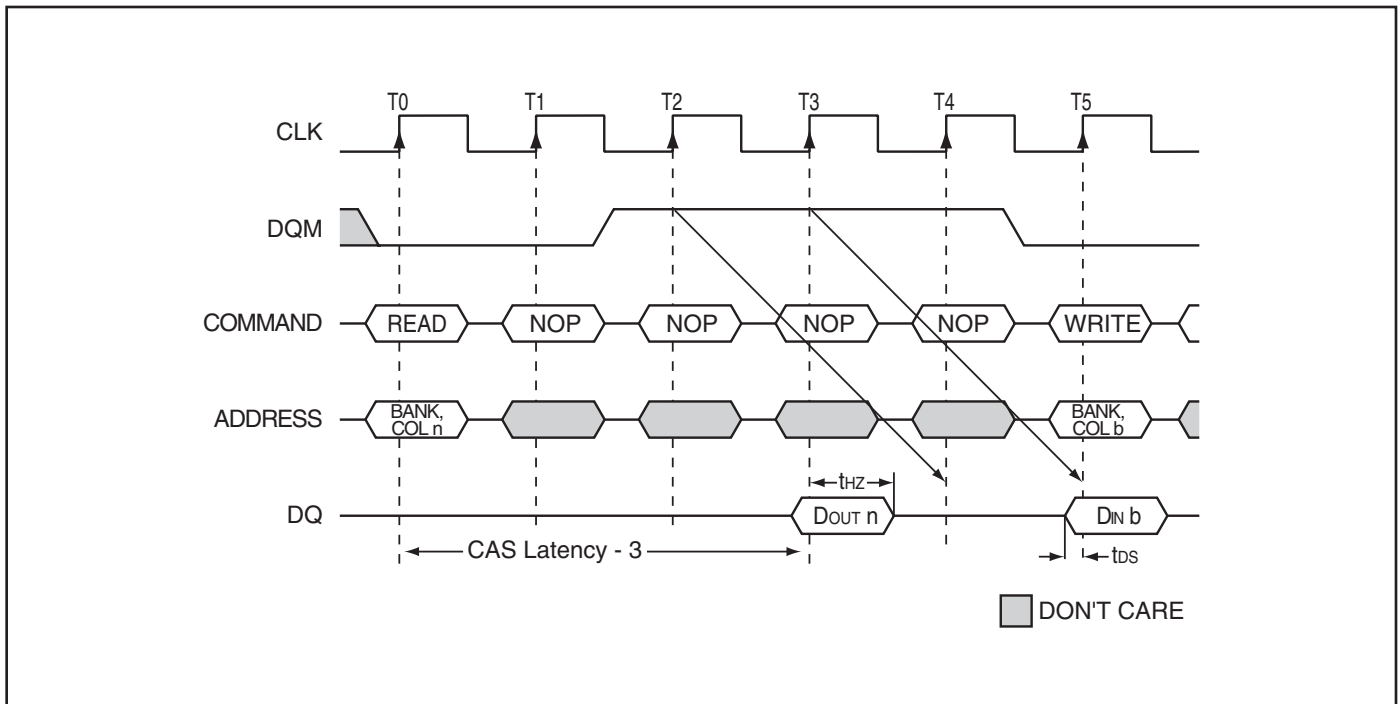 T0 T1 T2 T3 T4 T5
CLK
DQM
COMMAND READ NOP NOP NOP NOP WRITE
ADDRESS BANK, COL n BANK, COL b
tHZ
DQ DOUT n DIN b
CAS Latency - 3 tDS
DON'T CARE